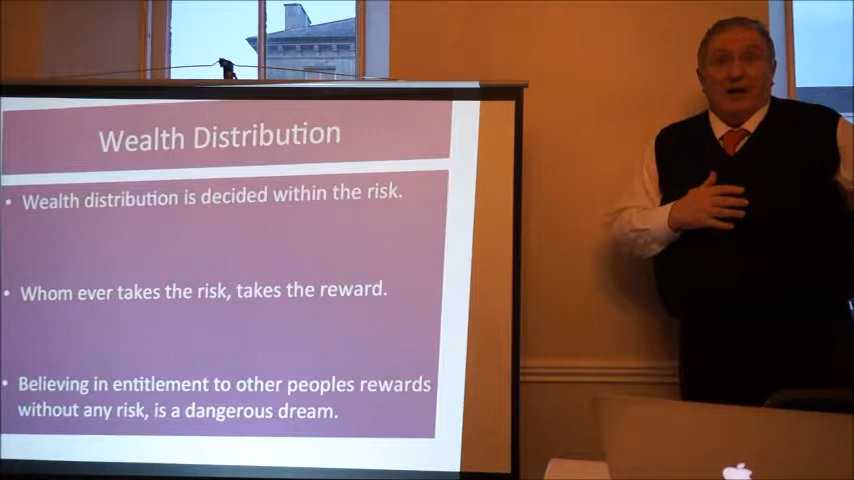 Wealth Distribution
• Wealth distribution is decided within the risk.
• Whom ever takes the risk, takes the reward.
• Believing in entitlement to other peoples rewards
without any risk, is a dangerous dream.